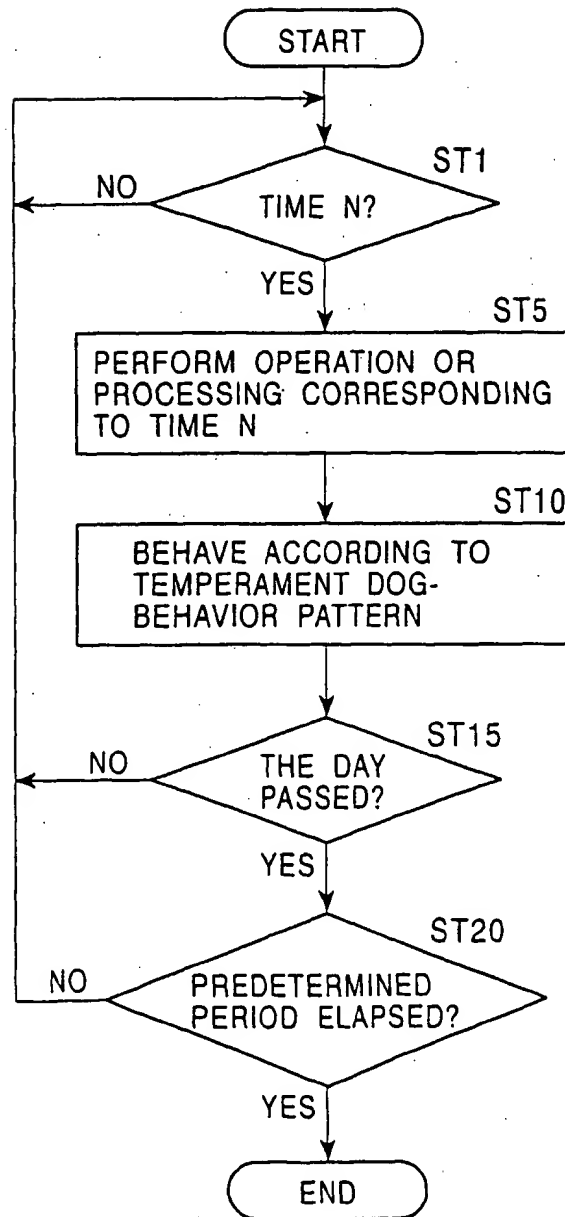 START
ST1
NO
TIME N?
YES
ST5
PERFORM OPERATION OR
PROCESSING CORRESPONDING
TO TIME N
ST10
BEHAVE ACCORDING TO
TEMPERAMENT DOG-
BEHAVIOR PATTERN
ST15
NO
THE DAY
PASSED?
YES
ST20
NO
PREDETERMINED
PERIOD ELAPSED?
YES
END